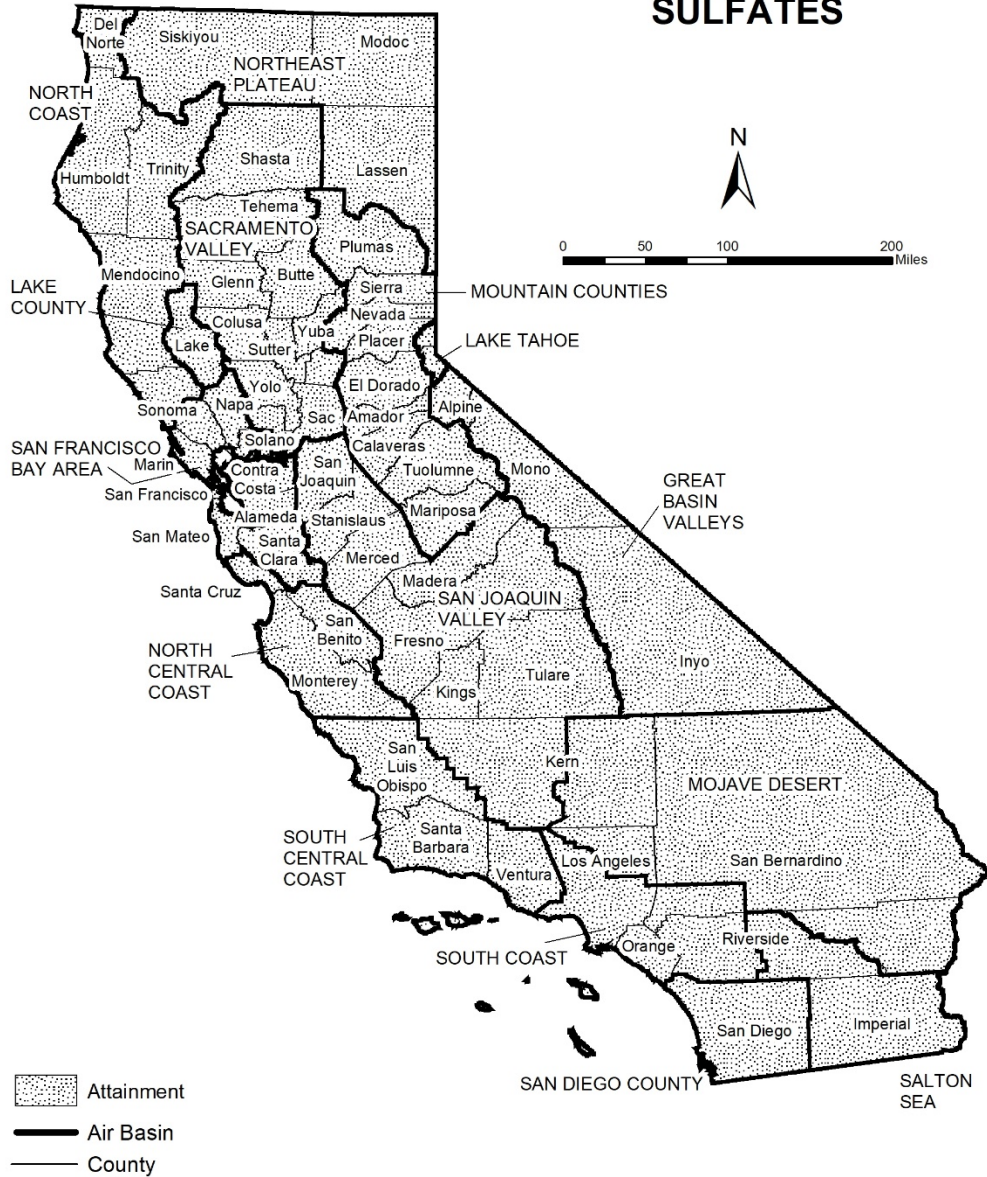 SULFATES
Del
Norte
Siskiyou
Modoc
NORTHEAST
PLATEAU
NORTH
COAST
N
Shasta
Humboldt
Trinity
Lassen
Tehema
SACRAMENTO
VALLEY
Plumas
0 50 100 200
Miles
Mendocino
Glenn
Butte
Sierra
MOUNTAIN COUNTIES
LAKE
COUNTY
Colusa
Yuba
Nevada
Lake
Sutter
Placer
LAKE TAHOE
Yolo
El Dorado
Sonoma
Napa
Sac
Amador
Alpine
Solano
Calaveras
SAN FRANCISCO
BAY AREA
Marin
Contra
Costa
San
Joaquin
Tuolumne
Mono
GREAT
BASIN
VALLEYS
San Francisco
Alameda
Stanislaus
Mariposa
San Mateo
Santa
Clara
Merced
Santa Cruz
Madera
SAN JOAQUIN
VALLEY
San
Benito
Fresno
NORTH
CENTRAL
COAST
Monterey
Kings
Tulare
Inyo
San
Luis
Obispo
Kern
MOJAVE DESERT
SOUTH
CENTRAL
COAST
Santa
Barbara
Ventura
Los Angeles
San Bernardino
SOUTH COAST
Orange
Riverside
San Diego
Imperial
SAN DIEGO COUNTY
SALTON
SEA
Attainment
Air Basin
County